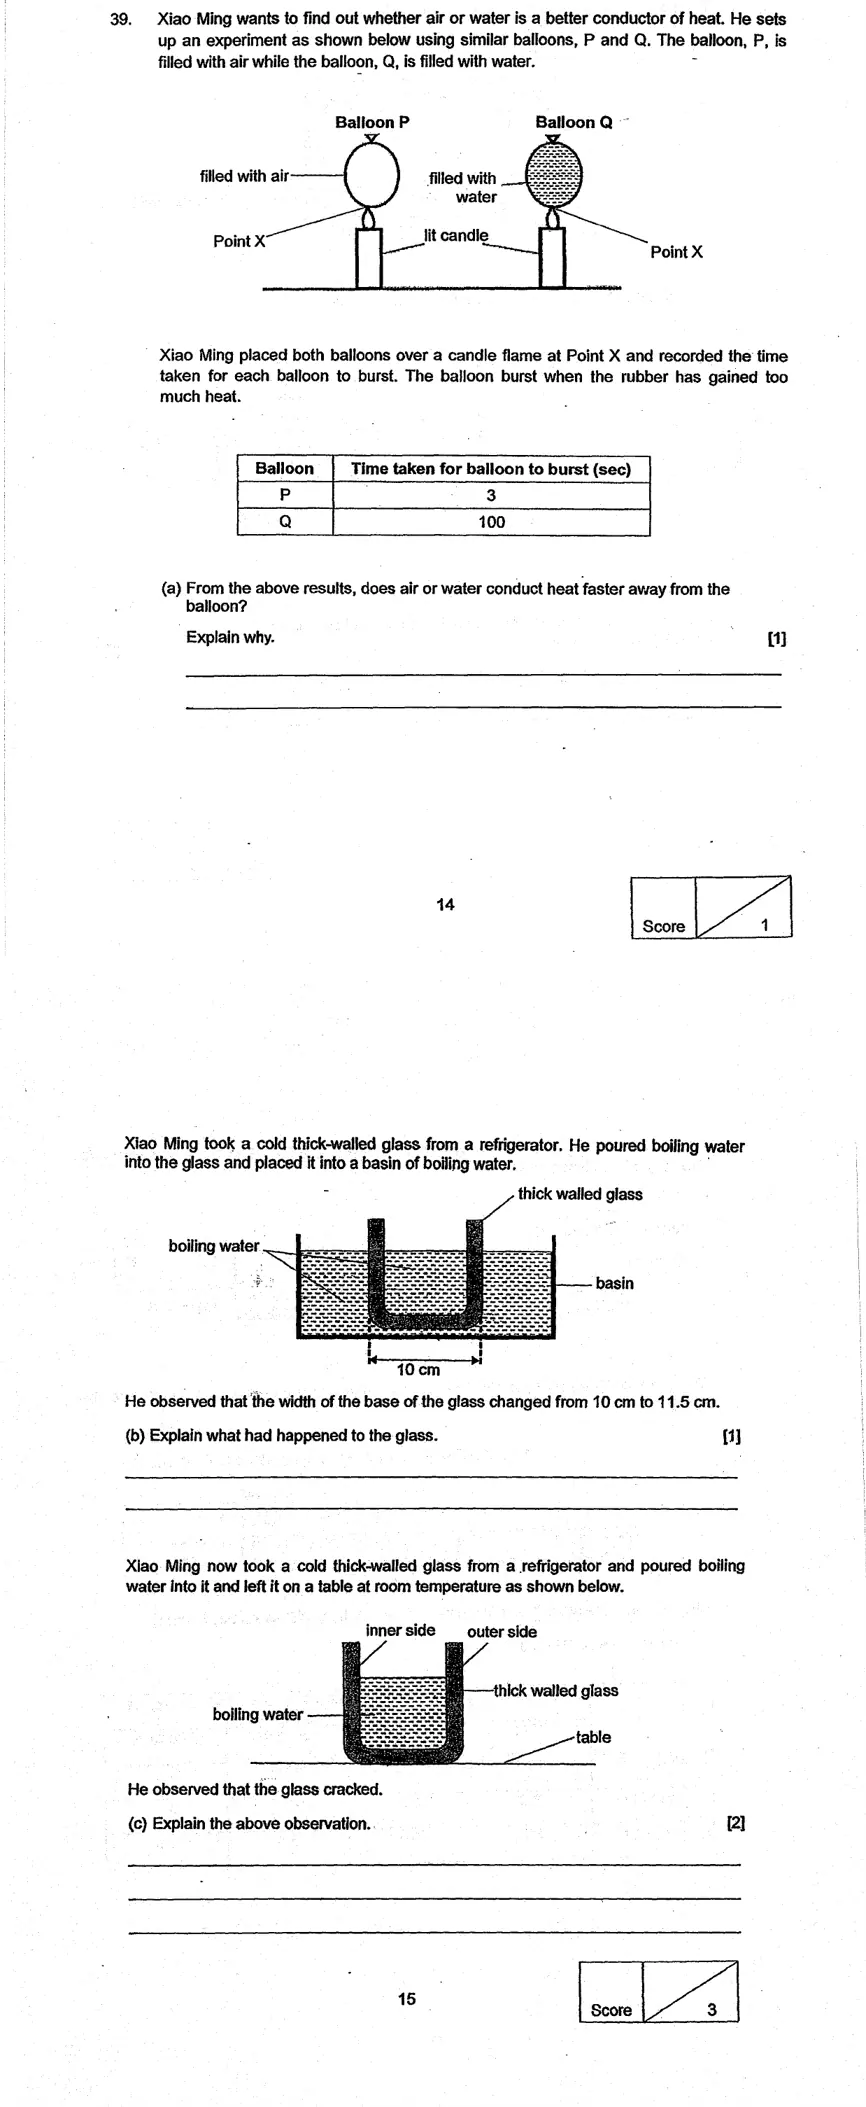 39. Xiao Ming wants to find out whether air or water is a better conductor of heat. He sets
up an experiment as shown below using similar balloons, P and Q. The balloon, P, is
filled with air while the balloon, Q, is filled with water.
Balloon P
Balloon Q
filled with air
filled with
water
Point X
lit candle
Point X
Xiao Ming placed both balloons over a candle flame at Point X and recorded the time
taken for each balloon to burst. The balloon burst when the rubber has gained too
much heat.
Balloon Time taken for balloon to burst (sec)
P 3
Q 100
(a) From the above results, does air or water conduct heat faster away from the
balloon?
Explain why. [1]
14
Score 1
Xiao Ming took a cold thick-walled glass from a refrigerator. He poured boiling water
into the glass and placed it into a basin of boiling water.
thick walled glass
boiling water
basin
10 cm
He observed that the width of the base of the glass changed from 10 cm to 11.5 cm.
(b) Explain what had happened to the glass. [1]
Xiao Ming now took a cold thick-walled glass from a refrigerator and poured boiling
water into it and left it on a table at room temperature as shown below.
inner side outer side
thick walled glass
boiling water
table
He observed that the glass cracked.
(c) Explain the above observation. [2]
15
Score 3